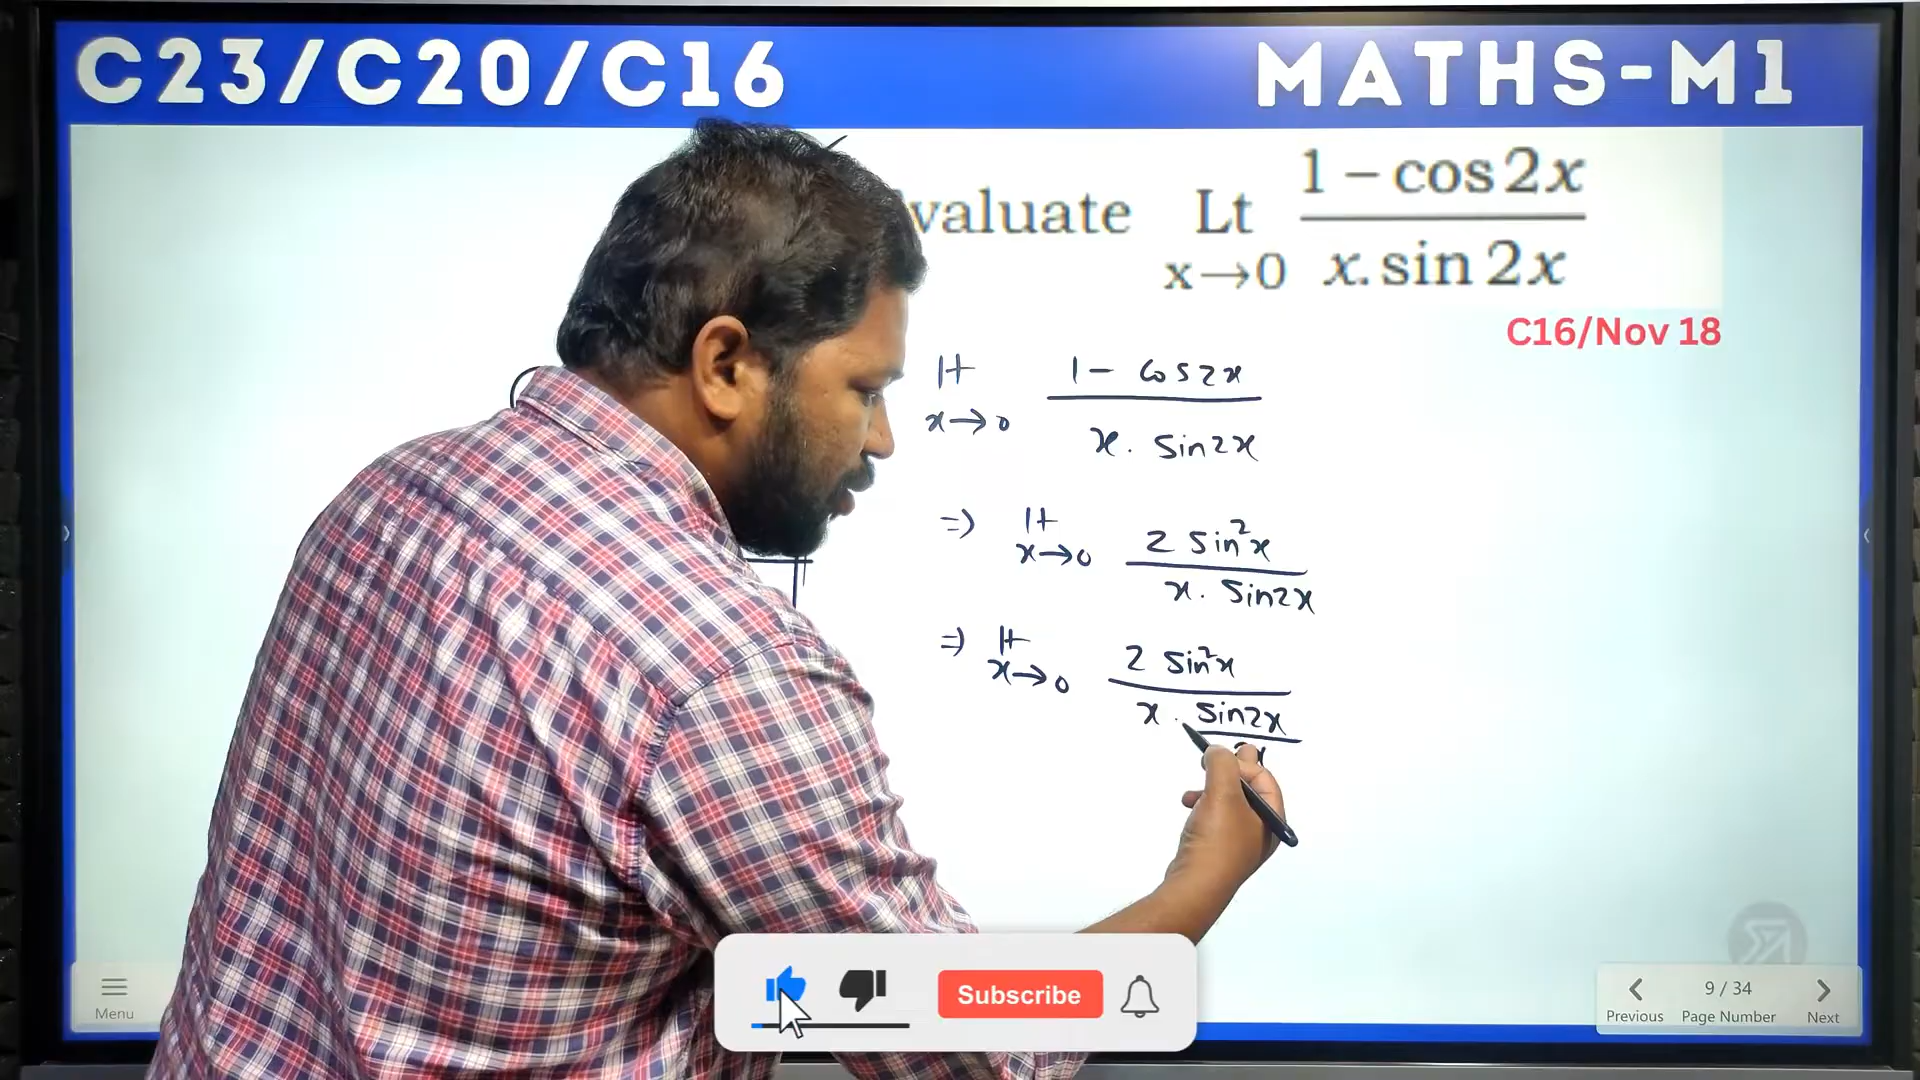 C23/C20/C16 MATHS-M1
valuate Lt 1 − cos 2x
x→0 x. sin 2x
C16/Nov 18
lt 1 - cos2x
x→0 x. sin2x
=) lt 2 sin²x
x→0 x. sin2x
=) lt 2 sin²x
x→0 x. sin2x
2x
Subscribe
Menu
9 / 34
Previous Page Number Next